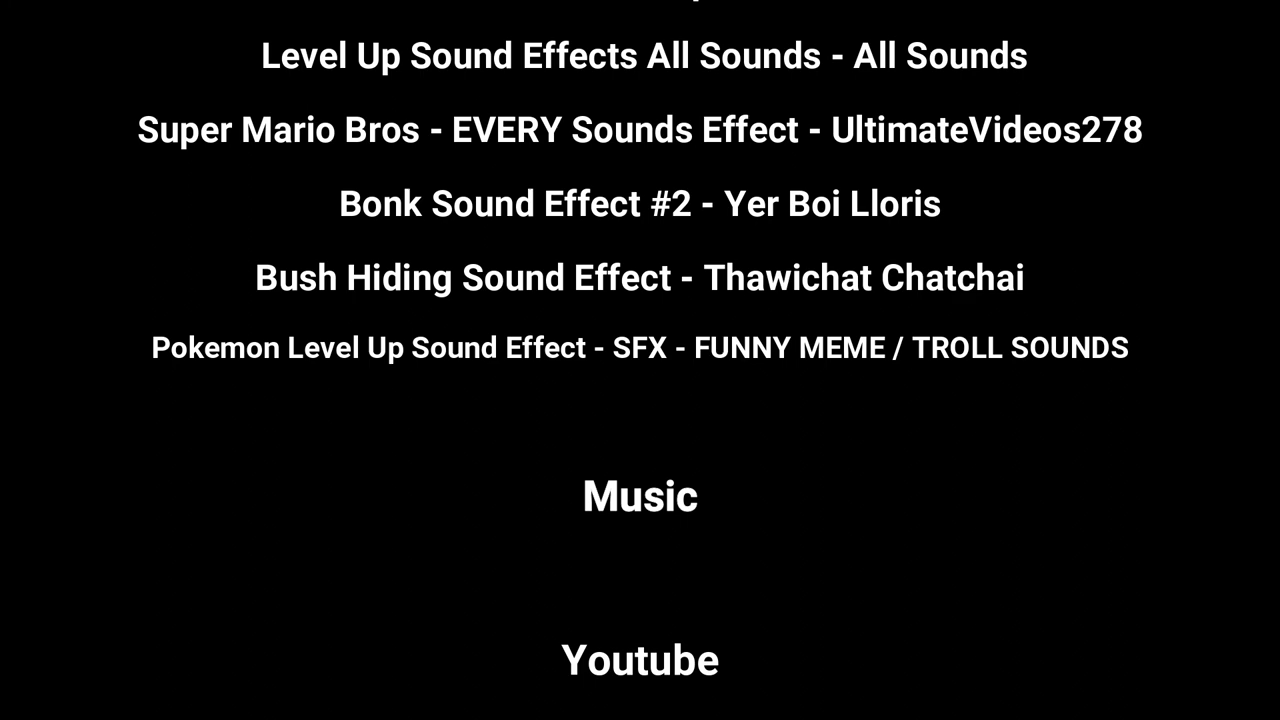 Level Up Sound Effects All Sounds - All Sounds
Super Mario Bros - EVERY Sounds Effect - UltimateVideos278
Bonk Sound Effect #2 - Yer Boi Lloris
Bush Hiding Sound Effect - Thawichat Chatchai
Pokemon Level Up Sound Effect - SFX - FUNNY MEME / TROLL SOUNDS
Music
Youtube